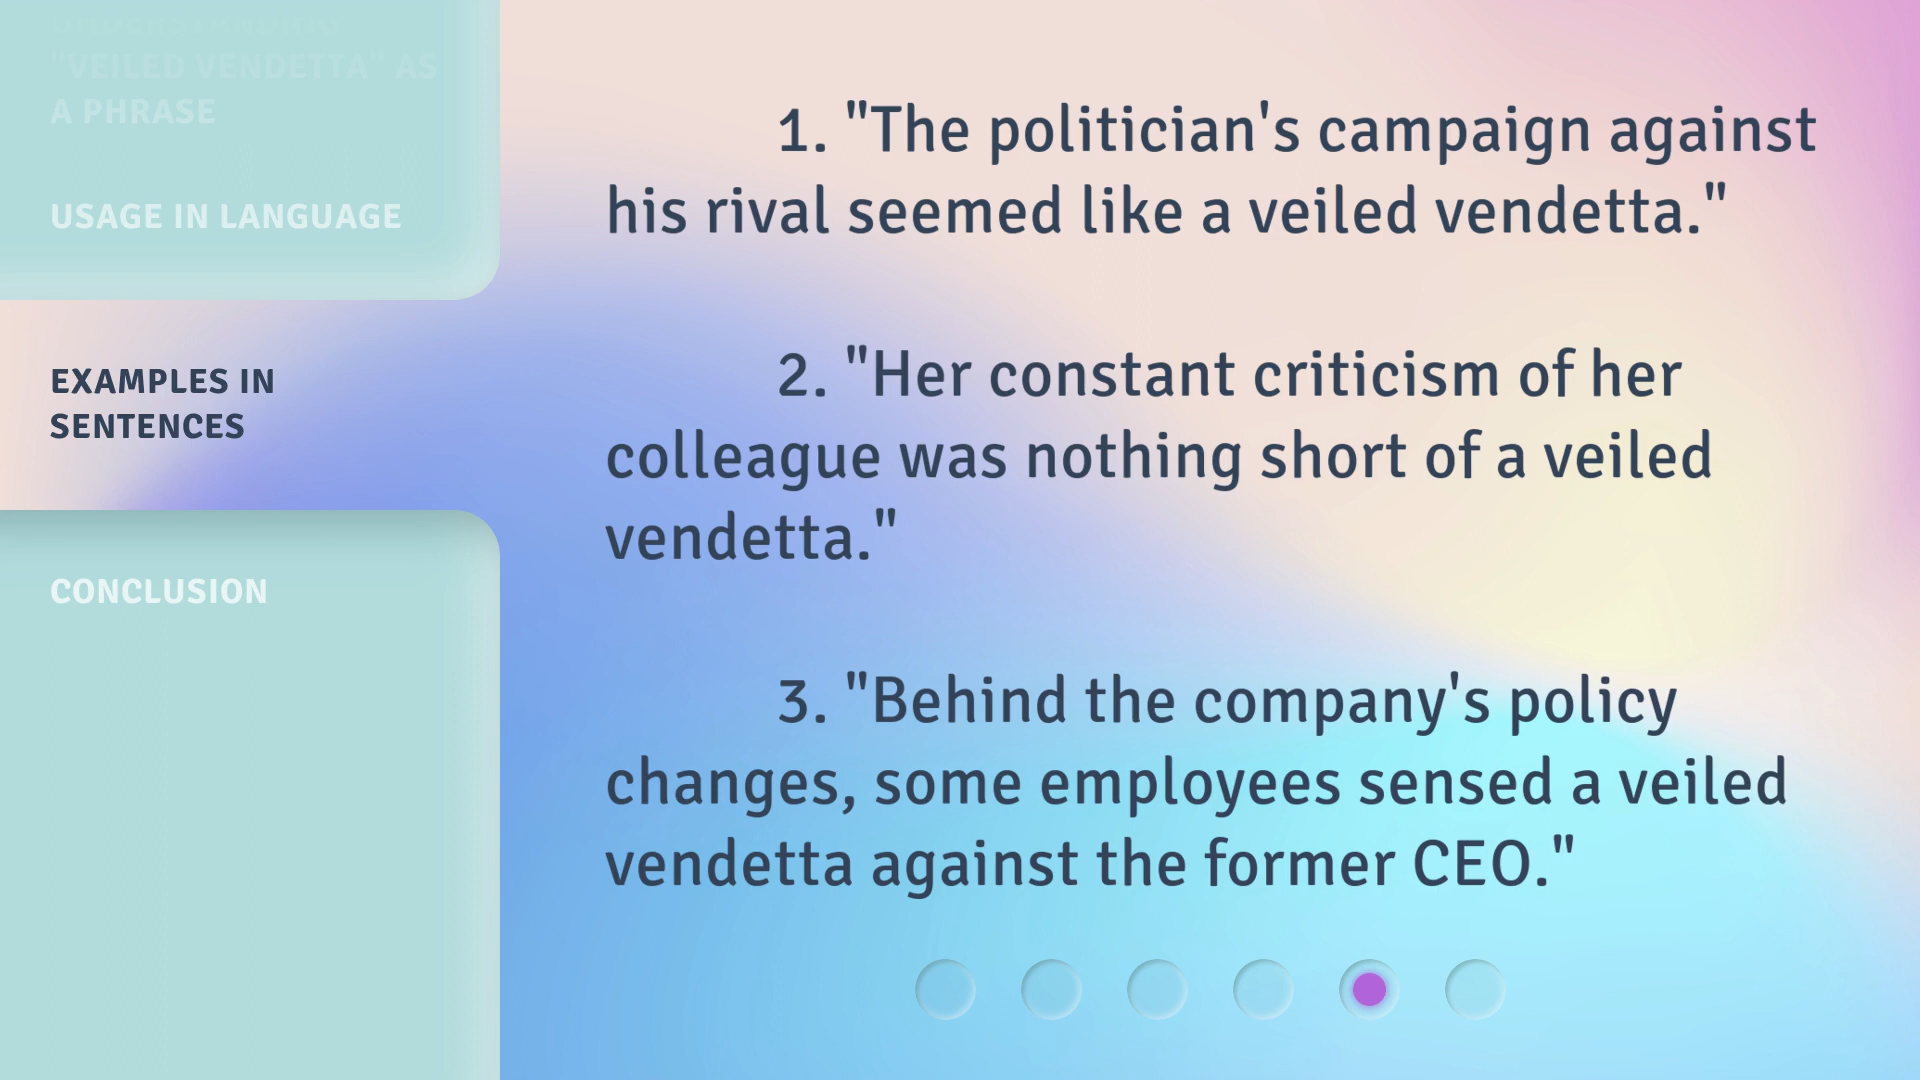 UNDERSTANDING
"VEILED VENDETTA" AS
A PHRASE
USAGE IN LANGUAGE
EXAMPLES IN
SENTENCES
CONCLUSION
1. "The politician's campaign against
his rival seemed like a veiled vendetta."
2. "Her constant criticism of her
colleague was nothing short of a veiled
vendetta."
3. "Behind the company's policy
changes, some employees sensed a veiled
vendetta against the former CEO."